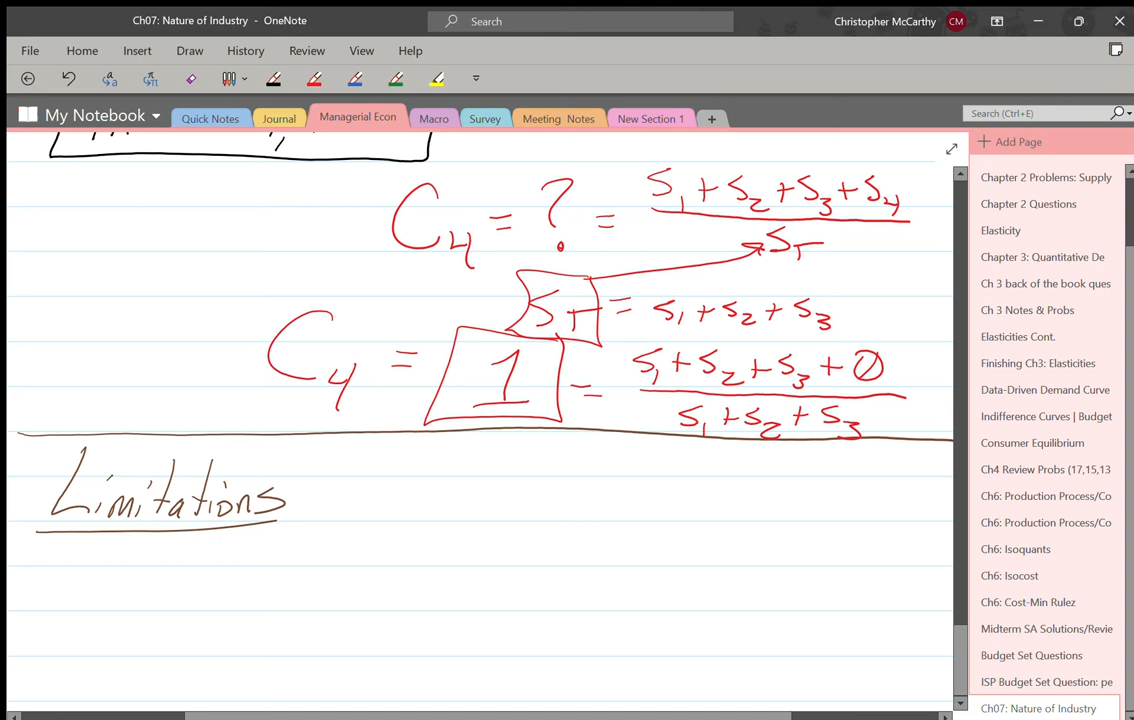 Ch07: Nature of Industry - OneNote
Search
Christopher McCarthy
CM
File Home Insert Draw History Review View Help
My Notebook
Quick Notes
Journal
Managerial Econ
Macro
Survey
Meeting Notes
New Section 1
Search (Ctrl+E)
Add Page
Chapter 2 Problems: Supply
Chapter 2 Questions
Elasticity
Chapter 3: Quantitative De
Ch 3 back of the book ques
Ch 3 Notes & Probs
Elasticities Cont.
Finishing Ch3: Elasticities
Data-Driven Demand Curve
Indifference Curves | Budget
Consumer Equilibrium
Ch4 Review Probs (17,15,13
Ch6: Production Process/Co
Ch6: Production Process/Co
Ch6: Isoquants
Ch6: Isocost
Ch6: Cost-Min Rulez
Midterm SA Solutions/Revie
Budget Set Questions
ISP Budget Set Question: pe
Ch07: Nature of Industry
C4 = ? = S1 + S2 + S3 + S4
ST
ST = S1 + S2 + S3
C4 = 1 = S1 + S2 + S3 + 0
S1 + S2 + S3
Limitations